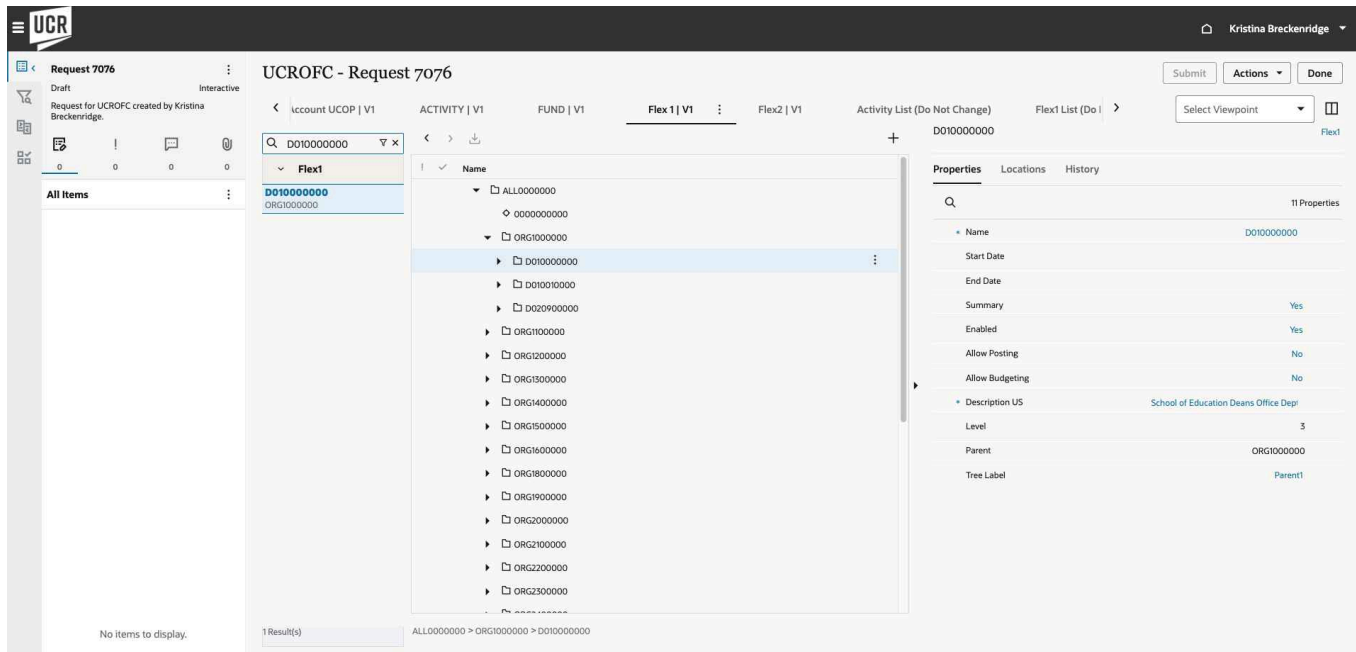 UCR
Kristina Breckenridge
Request 7076
Draft
Interactive
Request for UCROFC created by Kristina
Breckenridge.
0
0
0
0
All Items
No items to display.
UCROFC - Request 7076
Submit
Actions
Done
Account UCOP | V1
ACTIVITY | V1
FUND | V1
Flex 1 | V1
Flex2 | V1
Activity List (Do Not Change)
Flex1 List (Do
Select Viewpoint
D010000000
Flex1
D010000000
ORG1000000
1 Result(s)
Name
ALL0000000
0000000000
ORG1000000
D010000000
D010010000
D020900000
ORG1100000
ORG1200000
ORG1300000
ORG1400000
ORG1500000
ORG1600000
ORG1800000
ORG1900000
ORG2000000
ORG2100000
ORG2200000
ORG2300000
ALL0000000 > ORG1000000 > D010000000
D010000000
Flex1
Properties
Locations
History
11 Properties
Name
D010000000
Start Date
End Date
Summary
Yes
Enabled
Yes
Allow Posting
No
Allow Budgeting
No
Description US
School of Education Deans Office Dept
Level
3
Parent
ORG1000000
Tree Label
Parent1